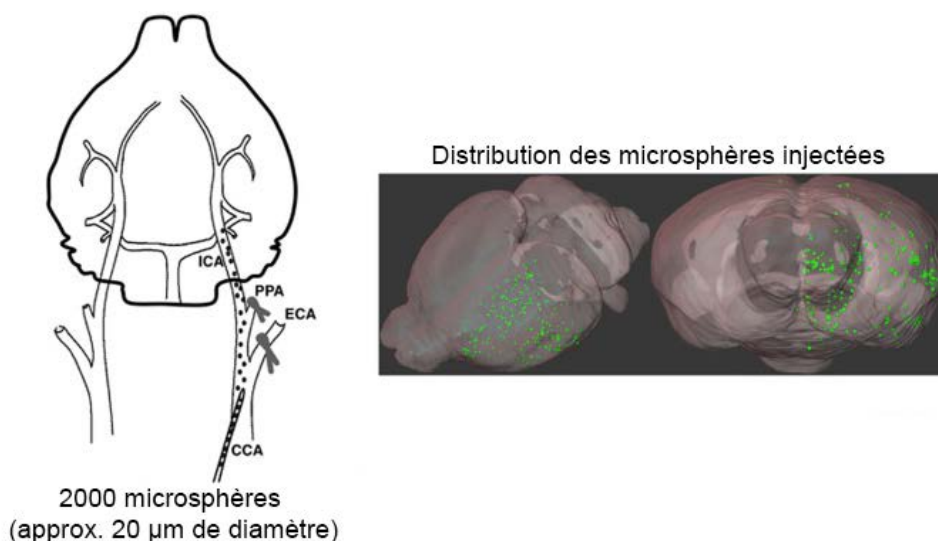 Distribution des microsphères injectées
ICA
PPA
ECA
CCA
2000 microsphères
(approx. 20 µm de diamètre)